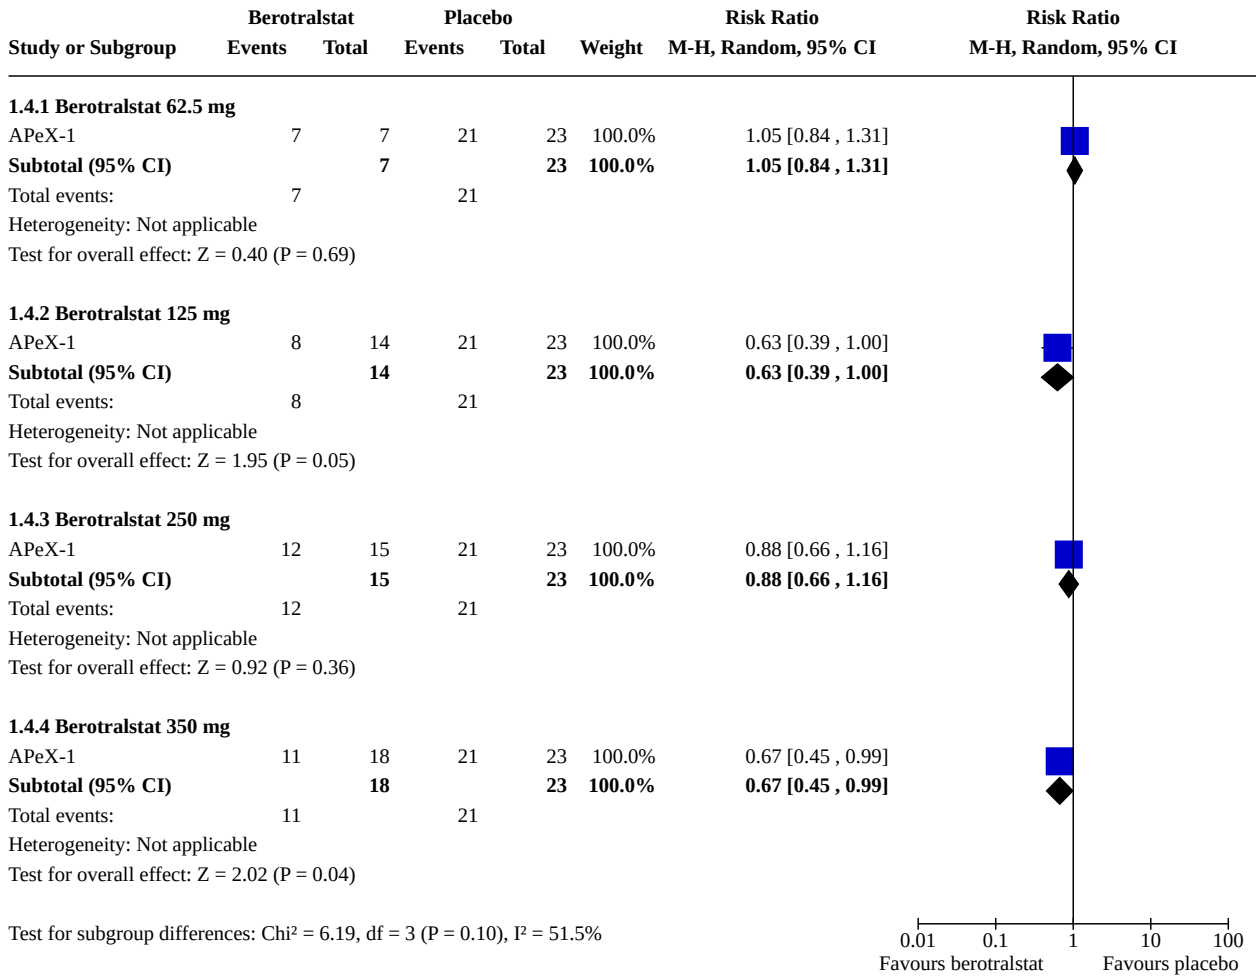 Berotralstat Placebo Risk Ratio Risk Ratio
Study or Subgroup Events Total Events Total Weight M-H, Random, 95% CI M-H, Random, 95% CI
1.4.1 Berotralstat 62.5 mg
APeX-1 7 7 21 23 100.0% 1.05 [0.84 , 1.31]
Subtotal (95% CI) 7 23 100.0% 1.05 [0.84 , 1.31]
Total events: 7 21
Heterogeneity: Not applicable
Test for overall effect: Z = 0.40 (P = 0.69)
1.4.2 Berotralstat 125 mg
APeX-1 8 14 21 23 100.0% 0.63 [0.39 , 1.00]
Subtotal (95% CI) 14 23 100.0% 0.63 [0.39 , 1.00]
Total events: 8 21
Heterogeneity: Not applicable
Test for overall effect: Z = 1.95 (P = 0.05)
1.4.3 Berotralstat 250 mg
APeX-1 12 15 21 23 100.0% 0.88 [0.66 , 1.16]
Subtotal (95% CI) 15 23 100.0% 0.88 [0.66 , 1.16]
Total events: 12 21
Heterogeneity: Not applicable
Test for overall effect: Z = 0.92 (P = 0.36)
1.4.4 Berotralstat 350 mg
APeX-1 11 18 21 23 100.0% 0.67 [0.45 , 0.99]
Subtotal (95% CI) 18 23 100.0% 0.67 [0.45 , 0.99]
Total events: 11 21
Heterogeneity: Not applicable
Test for overall effect: Z = 2.02 (P = 0.04)
Test for subgroup differences: Chi² = 6.19, df = 3 (P = 0.10), I² = 51.5%
0.01 0.1 1 10 100
Favours berotralstat Favours placebo